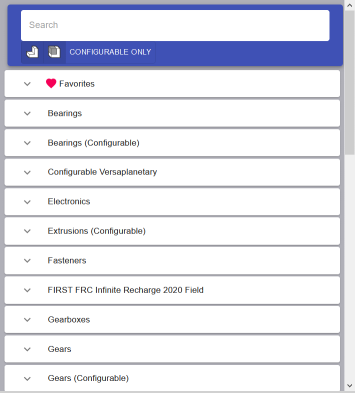 Search
CONFIGURABLE ONLY
Favorites
Bearings
Bearings (Configurable)
Configurable Versaplanetary
Electronics
Extrusions (Configurable)
Fasteners
FIRST FRC Infinite Recharge 2020 Field
Gearboxes
Gears
Gears (Configurable)